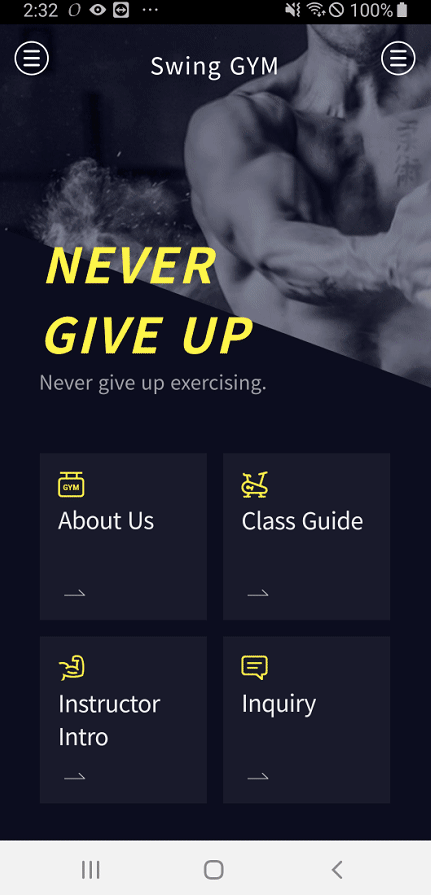 2:32
100%
Swing GYM
NEVER
GIVE UP
Never give up exercising.
GYM
About Us
Class Guide
Instructor
Intro
Inquiry